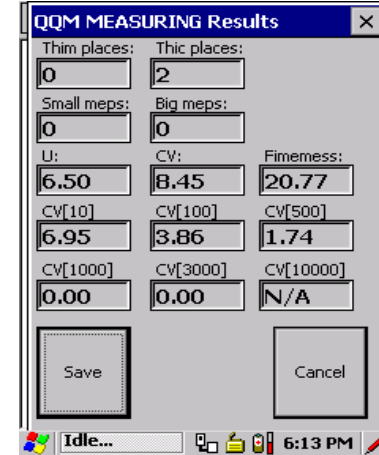 QQM MEASURING Results
Thim places: Thic places:
0 2
Small meps: Big meps:
0 0
U: CV: Fimemess:
6.50 8.45 20.77
CV[10] CV[100] CV[500]
6.95 3.86 1.74
CV[1000] CV[3000] CV[10000]
0.00 0.00 N/A
Save Cancel
Idle... 6:13 PM